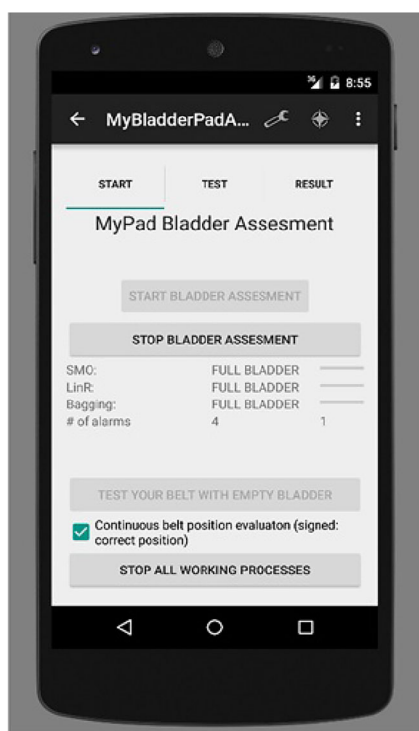 3G 8:55
MyBladderPadA...
START TEST RESULT
MyPad Bladder Assesment
START BLADDER ASSESMENT
STOP BLADDER ASSESMENT
SMO: FULL BLADDER
LinR: FULL BLADDER
Bagging: FULL BLADDER
# of alarms 4 1
TEST YOUR BELT WITH EMPTY BLADDER
Continuous belt position evaluaton (signed:
correct position)
STOP ALL WORKING PROCESSES